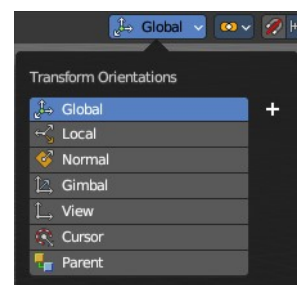 Global
Transform Orientations
Global
Local
Normal
Gimbal
View
Cursor
Parent